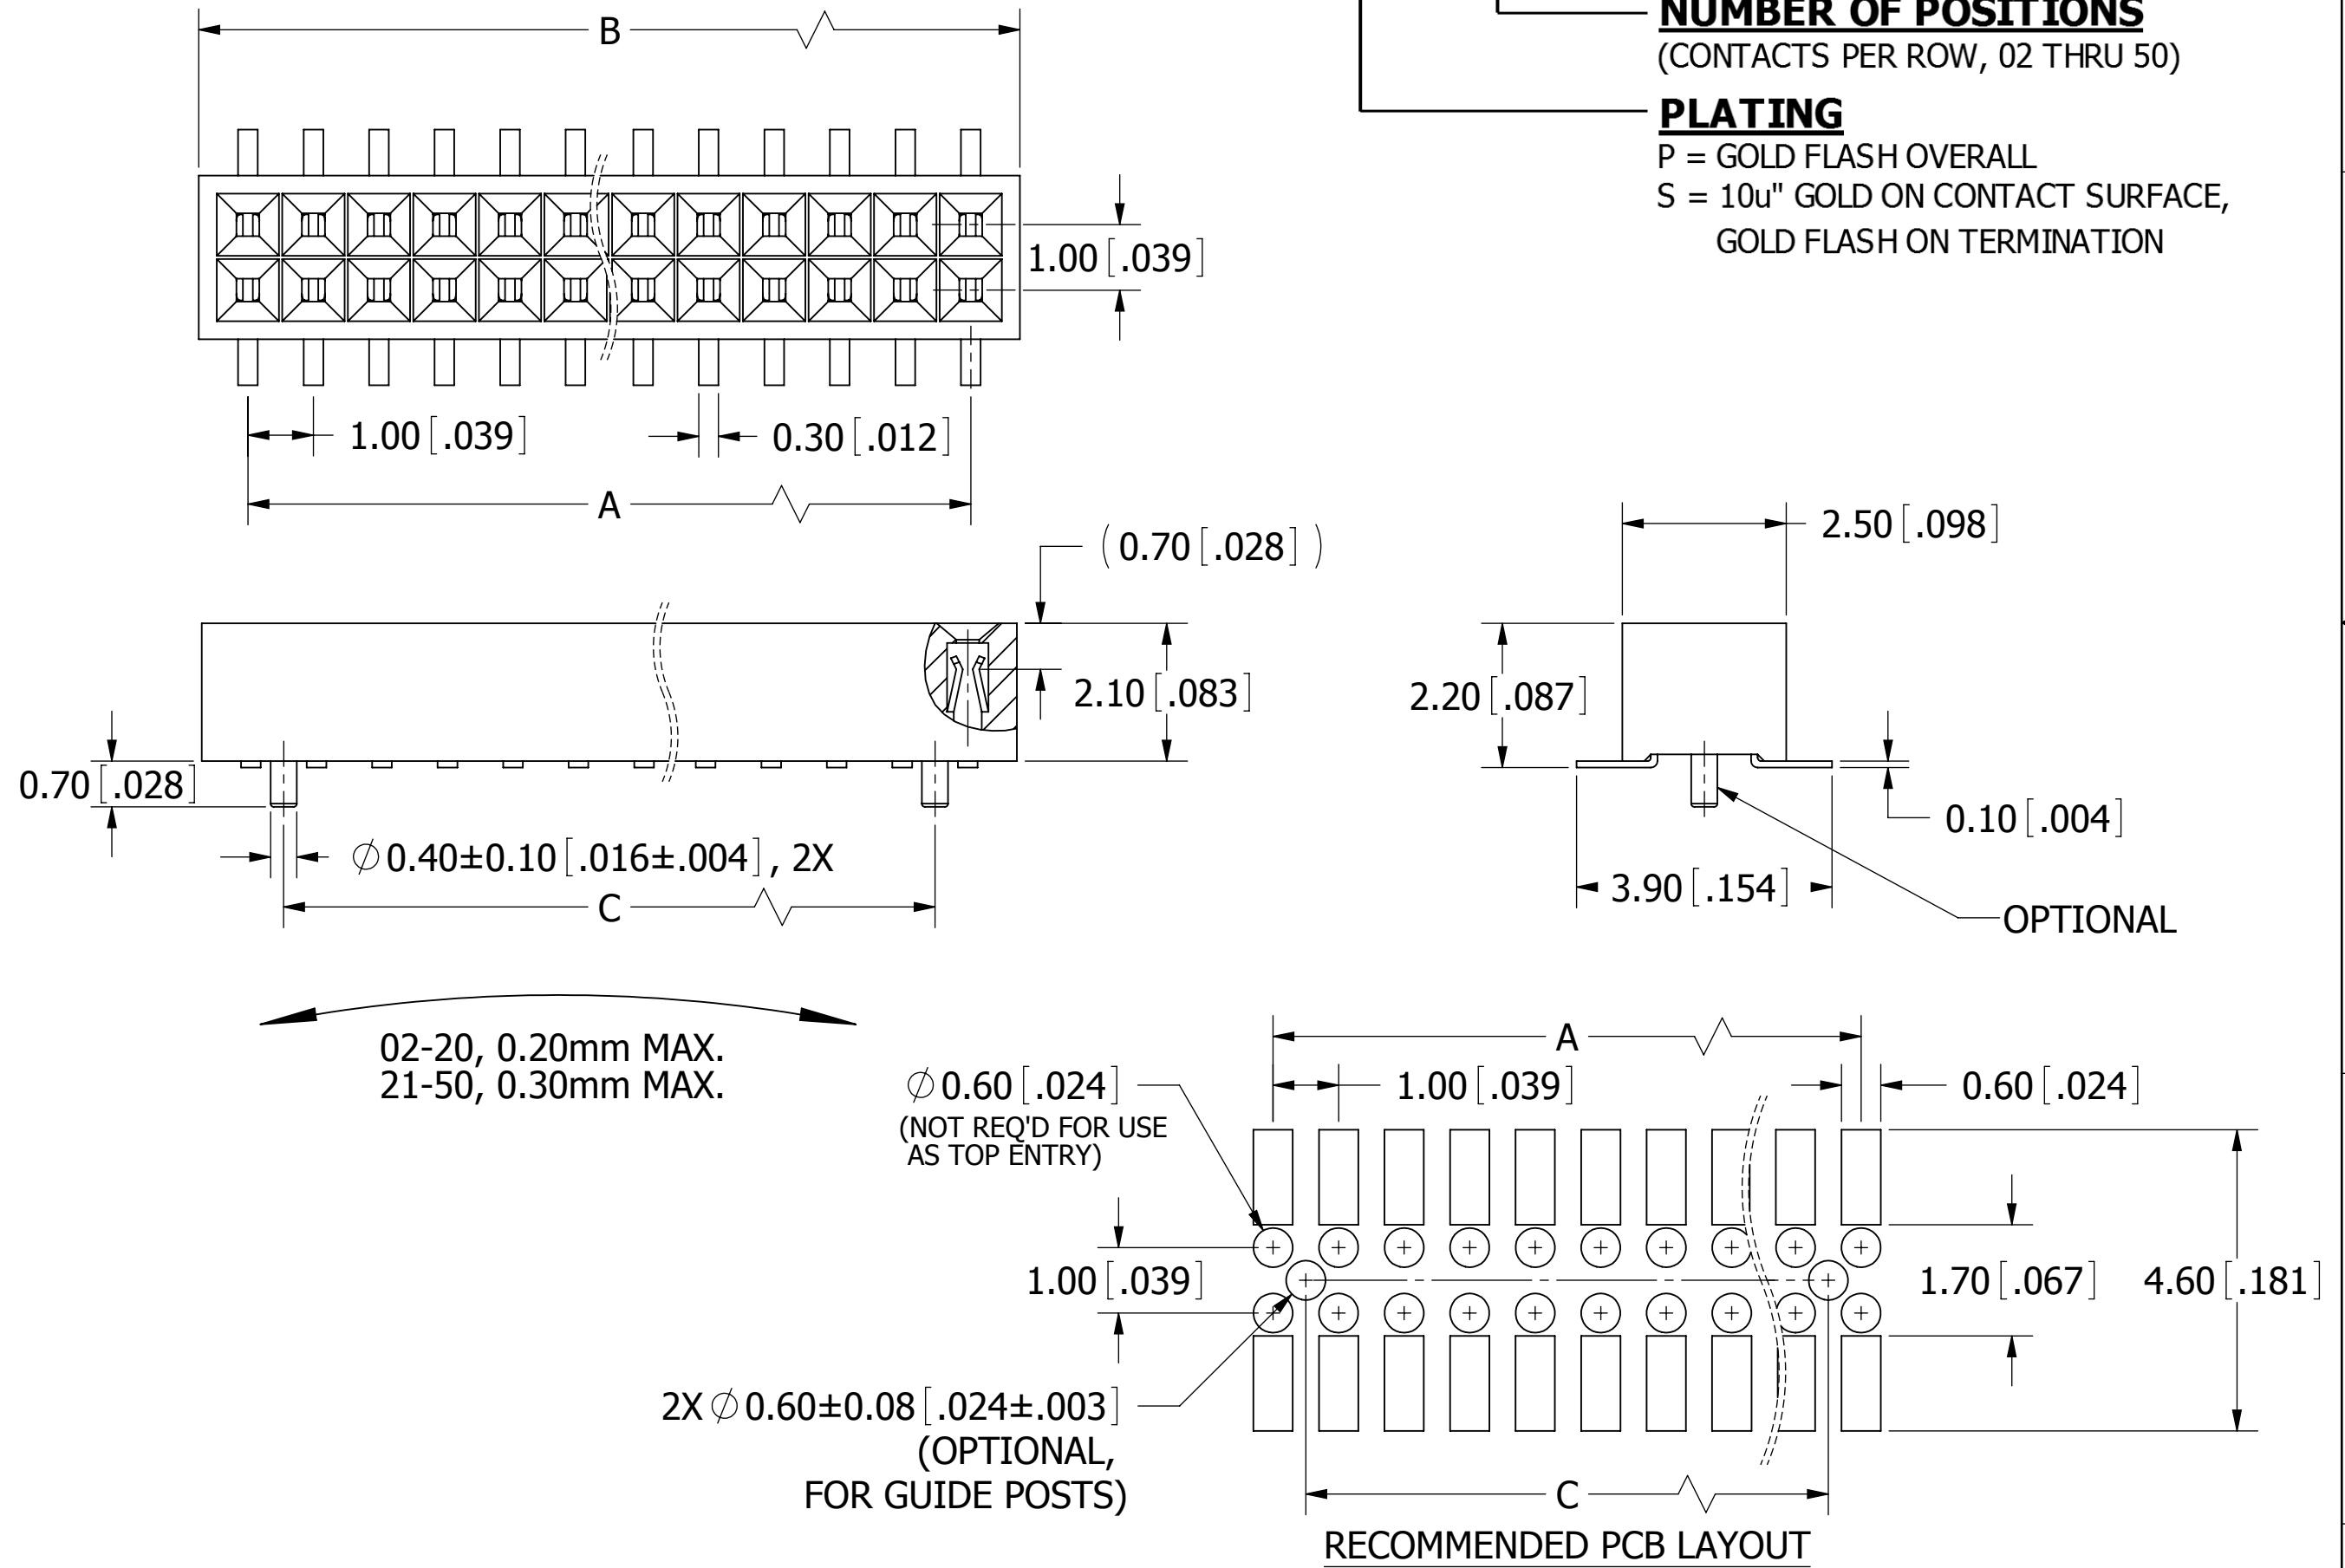 B
NUMBER OF POSITIONS
(CONTACTS PER ROW, 02 THRU 50)
PLATING
P = GOLD FLASH OVERALL
S = 10u" GOLD ON CONTACT SURFACE,
GOLD FLASH ON TERMINATION
1.00 [.039]
1.00 [.039]
0.30 [.012]
A
(0.70 [.028])
2.10 [.083]
0.70 [.028]
∅ 0.40±0.10 [.016±.004], 2X
C
2.50 [.098]
2.20 [.087]
0.10 [.004]
3.90 [.154]
OPTIONAL
02-20, 0.20mm MAX.
21-50, 0.30mm MAX.
A
∅ 0.60 [.024]
(NOT REQ'D FOR USE
AS TOP ENTRY)
1.00 [.039]
0.60 [.024]
1.00 [.039]
1.70 [.067]
4.60 [.181]
2X ∅ 0.60±0.08 [.024±.003]
(OPTIONAL,
FOR GUIDE POSTS)
C
RECOMMENDED PCB LAYOUT